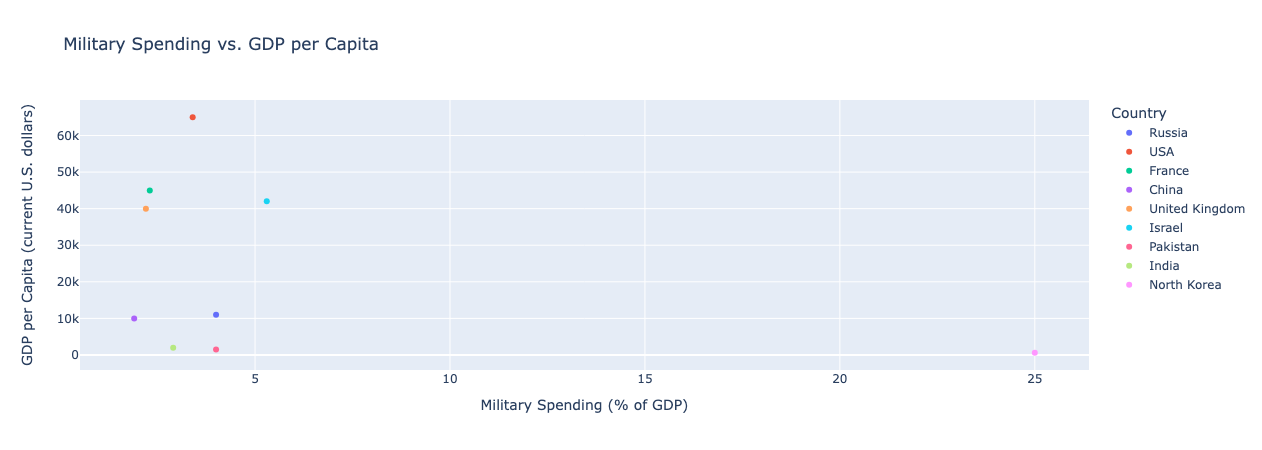 Military Spending vs. GDP per Capita
GDP per Capita (current U.S. dollars)
60k
50k
40k
30k
20k
10k
0
5
10
15
20
25
Military Spending (% of GDP)
Country
Russia
USA
France
China
United Kingdom
Israel
Pakistan
India
North Korea